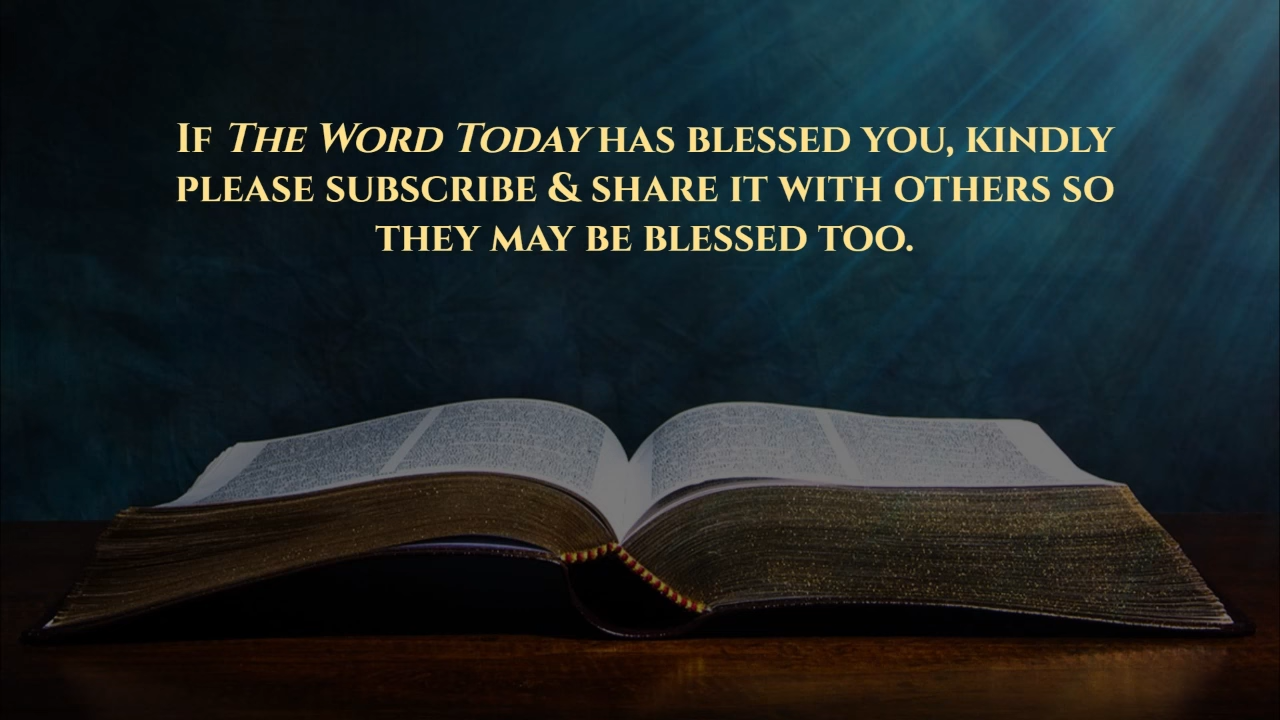 If The Word Today has blessed you, kindly
please subscribe & share it with others so
they may be blessed too.